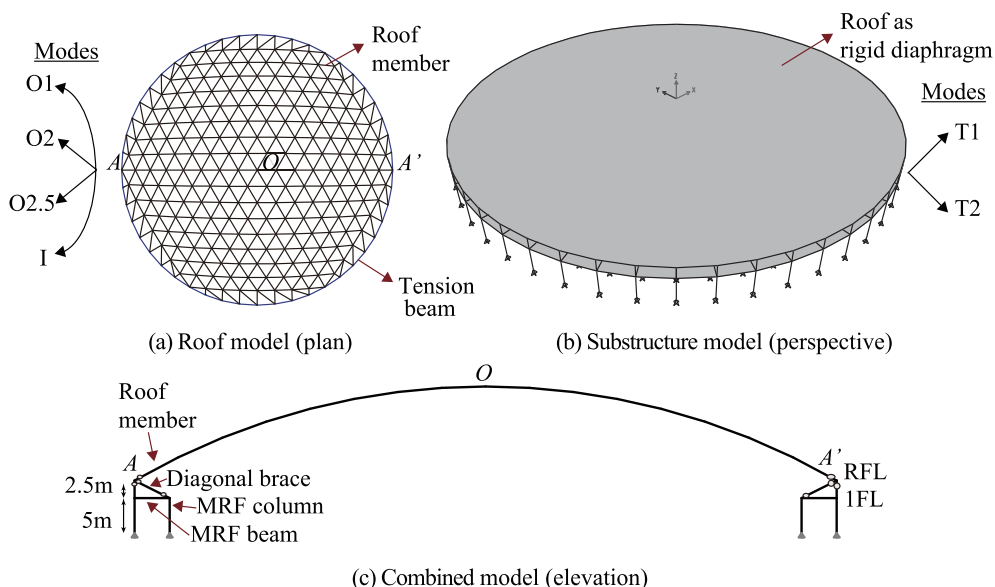 Modes
O1
O2
O2.5
I
Roof
member
A
O
A’
Tension
beam
(a) Roof model (plan)
Roof as
rigid diaphragm
Z
Y
X
Modes
T1
T2
(b) Substructure model (perspective)
O
Roof
member
A
A’
Diagonal brace
RFL
2.5m
MRF column
1FL
5m
MRF beam
(c) Combined model (elevation)